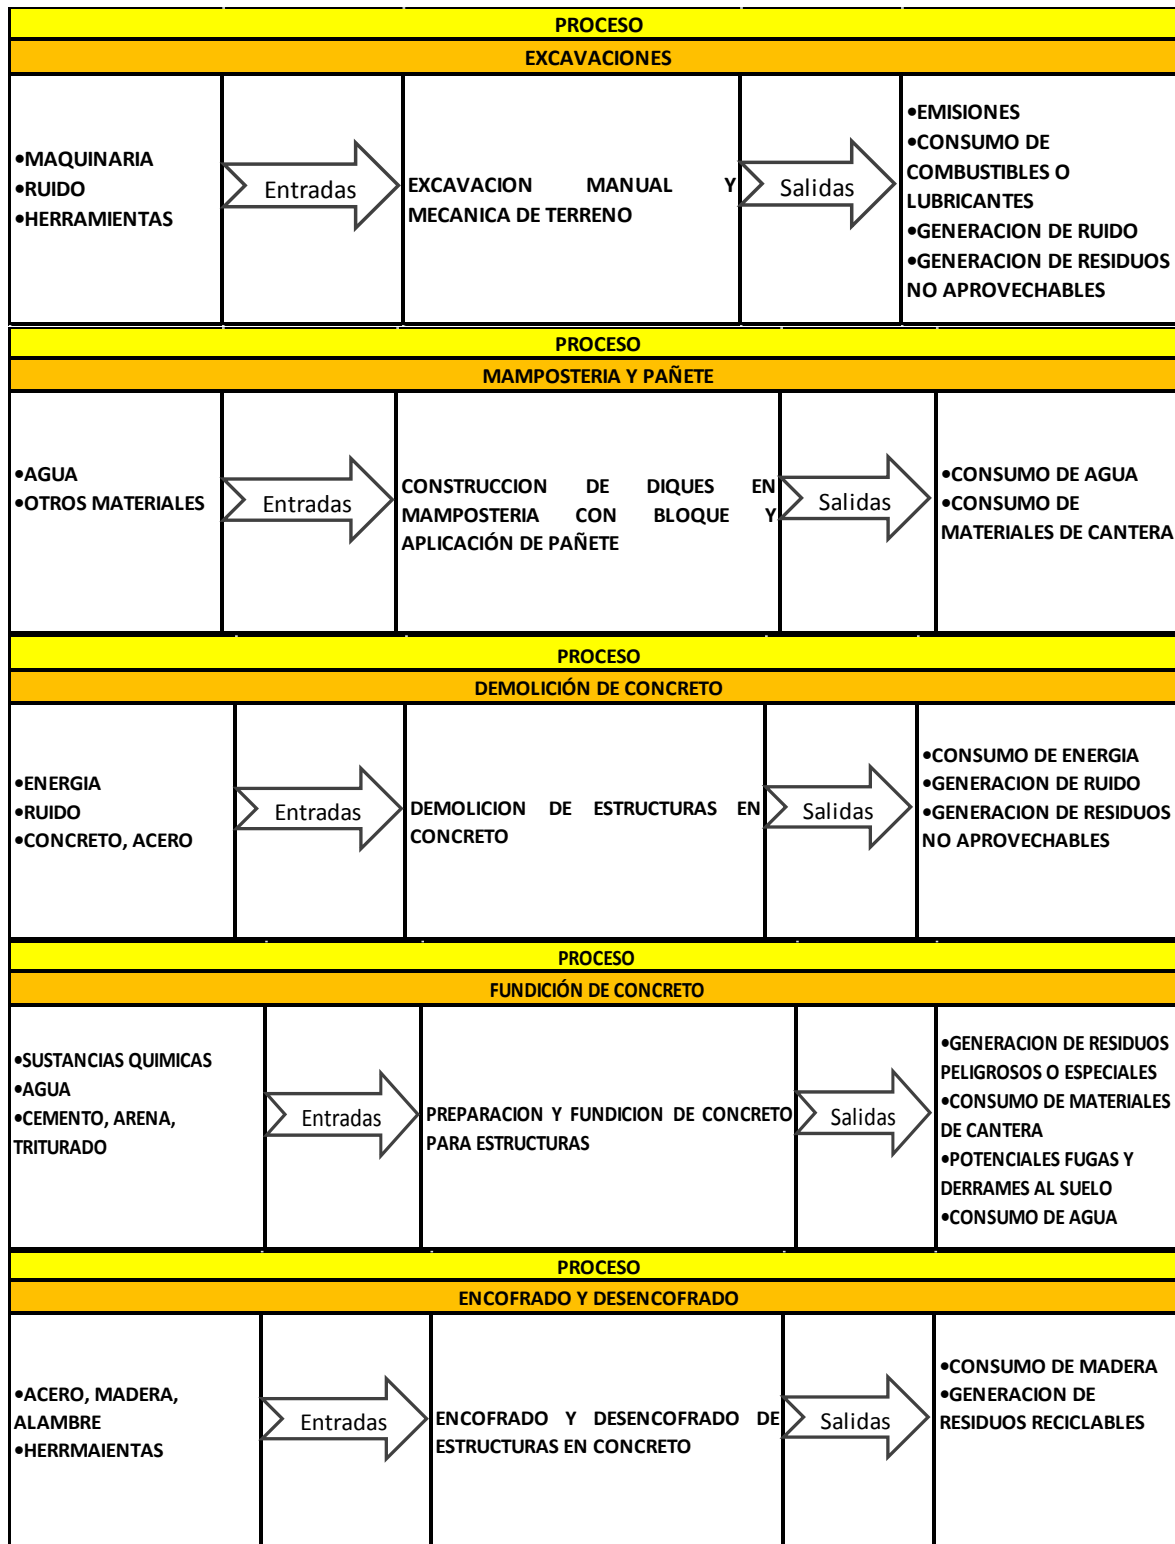 PROCESO
EXCAVACIONES
•MAQUINARIA
•RUIDO
•HERRAMIENTAS
Entradas
EXCAVACION MANUAL Y
MECANICA DE TERRENO
Salidas
•EMISIONES
•CONSUMO DE
COMBUSTIBLES O
LUBRICANTES
•GENERACION DE RUIDO
•GENERACION DE RESIDUOS
NO APROVECHABLES
PROCESO
MAMPOSTERIA Y PAÑETE
•AGUA
•OTROS MATERIALES
Entradas
CONSTRUCCION DE DIQUES EN
MAMPOSTERIA CON BLOQUE Y
APLICACIÓN DE PAÑETE
Salidas
•CONSUMO DE AGUA
•CONSUMO DE
MATERIALES DE CANTERA
PROCESO
DEMOLICIÓN DE CONCRETO
•ENERGIA
•RUIDO
•CONCRETO, ACERO
Entradas
DEMOLICION DE ESTRUCTURAS EN
CONCRETO
Salidas
•CONSUMO DE ENERGIA
•GENERACION DE RUIDO
•GENERACION DE RESIDUOS
NO APROVECHABLES
PROCESO
FUNDICIÓN DE CONCRETO
•SUSTANCIAS QUIMICAS
•AGUA
•CEMENTO, ARENA,
TRITURADO
Entradas
PREPARACION Y FUNDICION DE CONCRETO
PARA ESTRUCTURAS
Salidas
•GENERACION DE RESIDUOS
PELIGROSOS O ESPECIALES
•CONSUMO DE MATERIALES
DE CANTERA
•POTENCIALES FUGAS Y
DERRAMES AL SUELO
•CONSUMO DE AGUA
PROCESO
ENCOFRADO Y DESENCOFRADO
•ACERO, MADERA,
ALAMBRE
•HERRMAIENTAS
Entradas
ENCOFRADO Y DESENCOFRADO DE
ESTRUCTURAS EN CONCRETO
Salidas
•CONSUMO DE MADERA
•GENERACION DE
RESIDUOS RECICLABLES